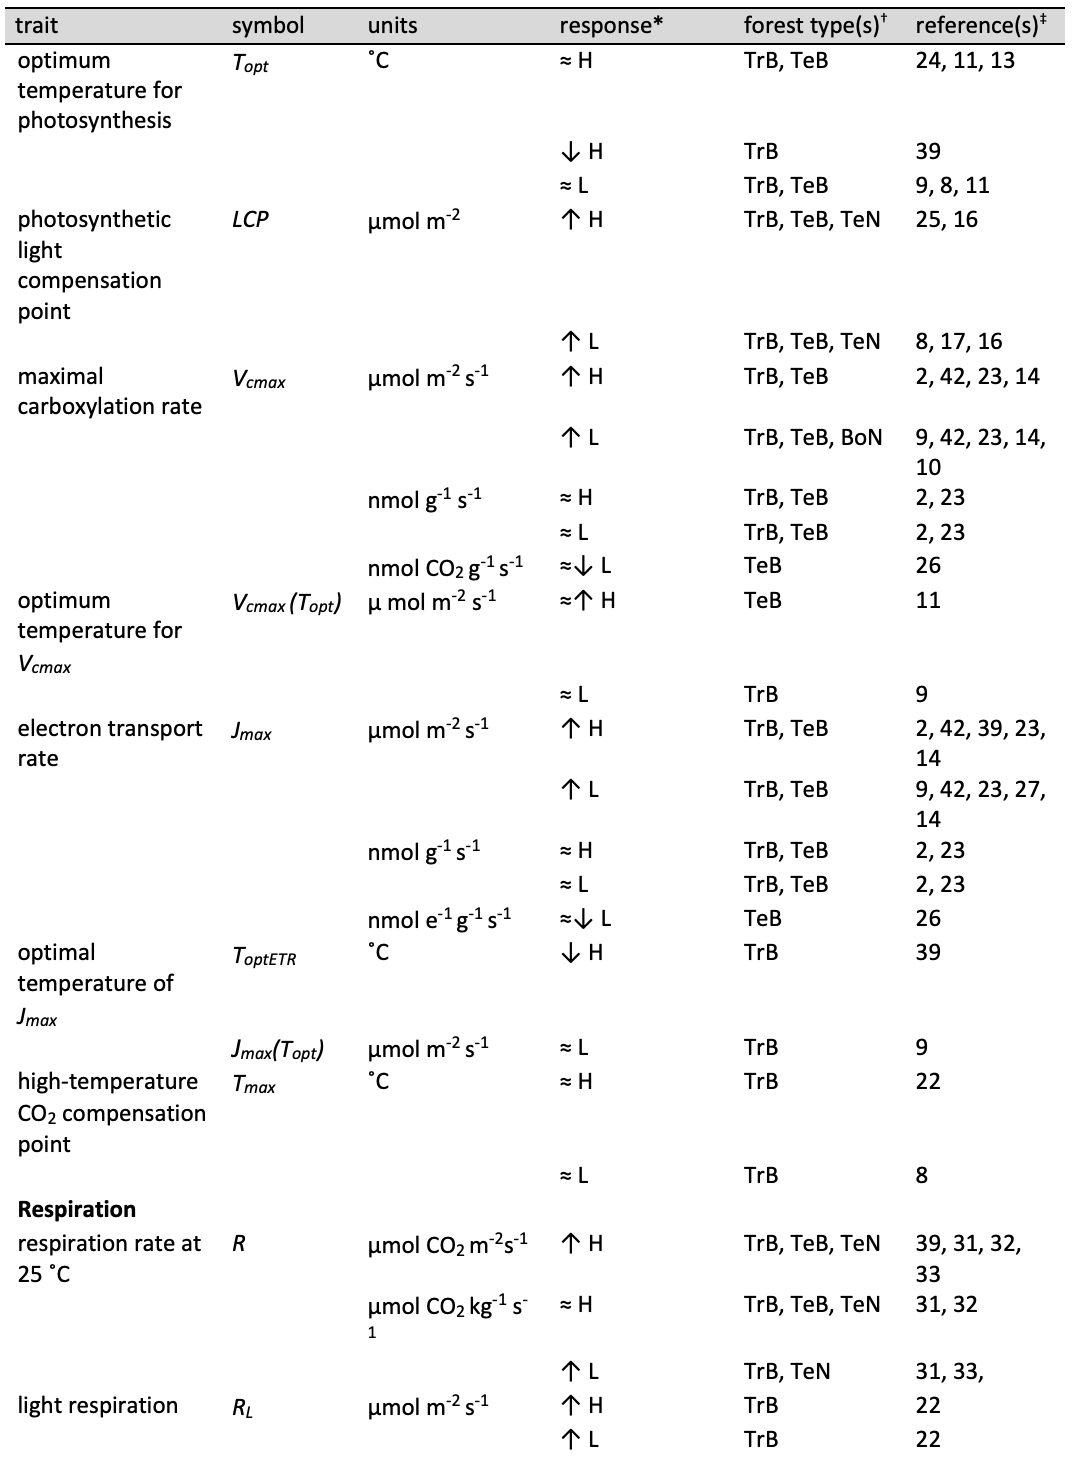 trait symbol units response* forest type(s)† reference(s)‡
optimum Topt ˚C ≈ H TrB, TeB 24, 11, 13
temperature for
photosynthesis
↓ H TrB 39
≈ L TrB, TeB 9, 8, 11
photosynthetic LCP µmol m-2 ↑ H TrB, TeB, TeN 25, 16
light
compensation
point
↑ L TrB, TeB, TeN 8, 17, 16
maximal Vcmax µmol m-2 s-1 ↑ H TrB, TeB 2, 42, 23, 14
carboxylation rate
↑ L TrB, TeB, BoN 9, 42, 23, 14,
10
nmol g-1 s-1 ≈ H TrB, TeB 2, 23
≈ L TrB, TeB 2, 23
nmol CO2 g-1 s-1 ≈↓ L TeB 26
optimum Vcmax (Topt) µ mol m-2 s-1 ≈↑ H TeB 11
temperature for
Vcmax
≈ L TrB 9
electron transport Jmax µmol m-2 s-1 ↑ H TrB, TeB 2, 42, 39, 23,
rate 14
↑ L TrB, TeB 9, 42, 23, 27,
14
nmol g-1 s-1 ≈ H TrB, TeB 2, 23
≈ L TrB, TeB 2, 23
nmol e-1 g-1 s-1 ≈↓ L TeB 26
optimal ToptETR ˚C ↓ H TrB 39
temperature of
Jmax
Jmax(Topt) µmol m-2 s-1 ≈ L TrB 9
high-temperature Tmax ˚C ≈ H TrB 22
CO2 compensation
point
≈ L TrB 8
Respiration
respiration rate at R µmol CO2 m-2s-1 ↑ H TrB, TeB, TeN 39, 31, 32,
25 ˚C 33
µmol CO2 kg-1 s- ≈ H TrB, TeB, TeN 31, 32
1
↑ L TrB, TeN 31, 33,
light respiration RL µmol m-2 s-1 ↑ H TrB 22
↑ L TrB 22